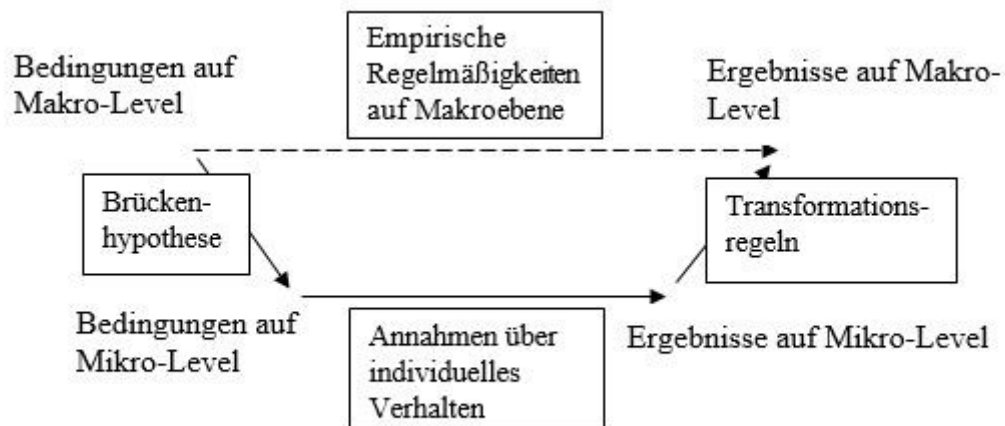 Bedingungen auf
Makro-Level
Empirische
Regelmäßigkeiten
auf Makroebene
Ergebnisse auf Makro-
Level
Brücken-
hypothese
Transformations-
regeln
Bedingungen auf
Mikro-Level
Annahmen über
individuelles
Verhalten
Ergebnisse auf Mikro-Level